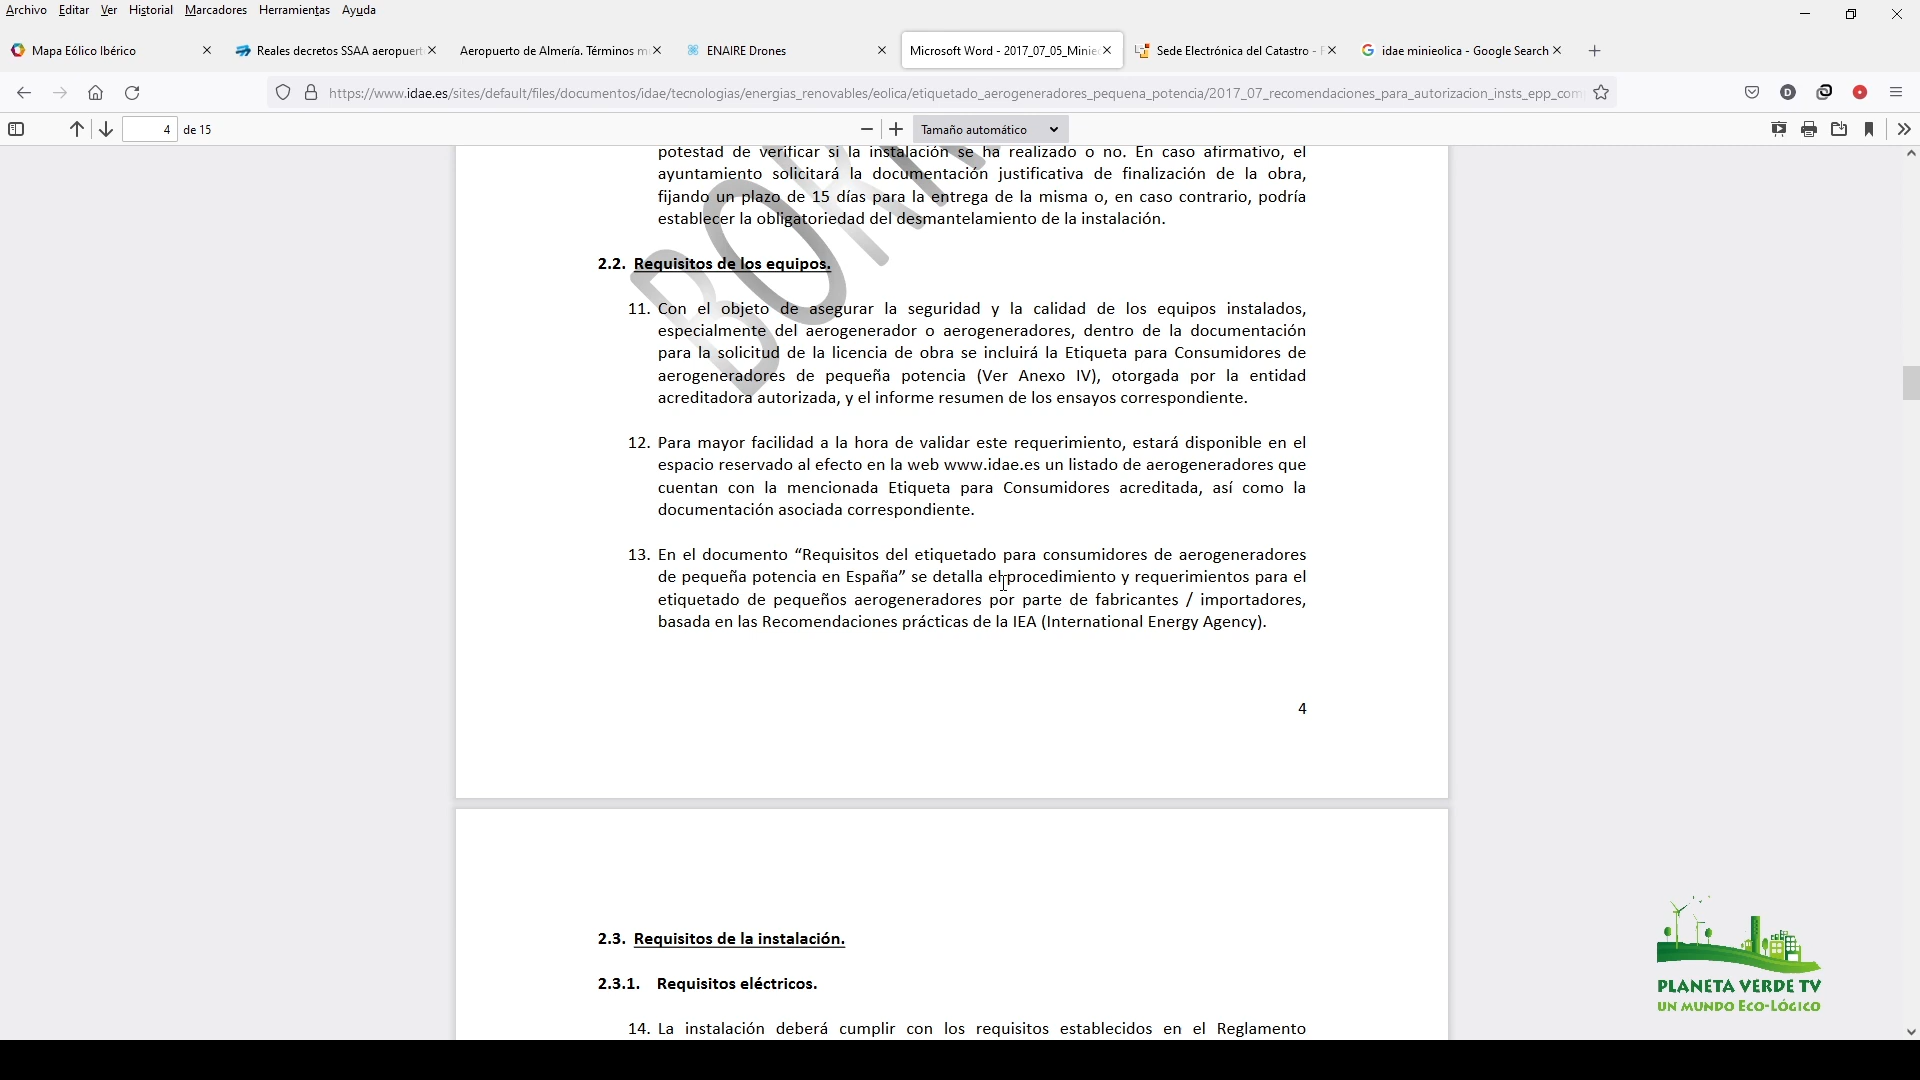 Archivo Editar Ver Historial Marcadores Herramientas Ayuda
Mapa Eólico Ibérico
Reales decretos SSAA aeropuert
Aeropuerto de Almería. Términos m
ENAIRE Drones
Microsoft Word - 2017_07_05_Minie
Sede Electrónica del Catastro -
idae minieolica - Google Search
https://www.idae.es/sites/default/files/documentos/idae/tecnologias/energias_renovables/eolica/etiquetado_aerogeneradores_pequena_potencia/2017_07_recomendaciones_para_autorizacion_insts_epp_com
4 de 15
Tamaño automático
potestad de verificar si la instalación se ha realizado o no. En caso afirmativo, el
ayuntamiento solicitará la documentación justificativa de finalización de la obra,
fijando un plazo de 15 días para la entrega de la misma o, en caso contrario, podría
establecer la obligatoriedad del desmantelamiento de la instalación.
2.2. Requisitos de los equipos.
11. Con el objeto de asegurar la seguridad y la calidad de los equipos instalados,
especialmente del aerogenerador o aerogeneradores, dentro de la documentación
para la solicitud de la licencia de obra se incluirá la Etiqueta para Consumidores de
aerogeneradores de pequeña potencia (Ver Anexo IV), otorgada por la entidad
acreditadora autorizada, y el informe resumen de los ensayos correspondiente.
12. Para mayor facilidad a la hora de validar este requerimiento, estará disponible en el
espacio reservado al efecto en la web www.idae.es un listado de aerogeneradores que
cuentan con la mencionada Etiqueta para Consumidores acreditada, así como la
documentación asociada correspondiente.
13. En el documento “Requisitos del etiquetado para consumidores de aerogeneradores
de pequeña potencia en España” se detalla el procedimiento y requerimientos para el
etiquetado de pequeños aerogeneradores por parte de fabricantes / importadores,
basada en las Recomendaciones prácticas de la IEA (International Energy Agency).
4
2.3. Requisitos de la instalación.
2.3.1. Requisitos eléctricos.
14. La instalación deberá cumplir con los requisitos establecidos en el Reglamento
PLANETA VERDE TV
UN MUNDO ECO-LÓGICO